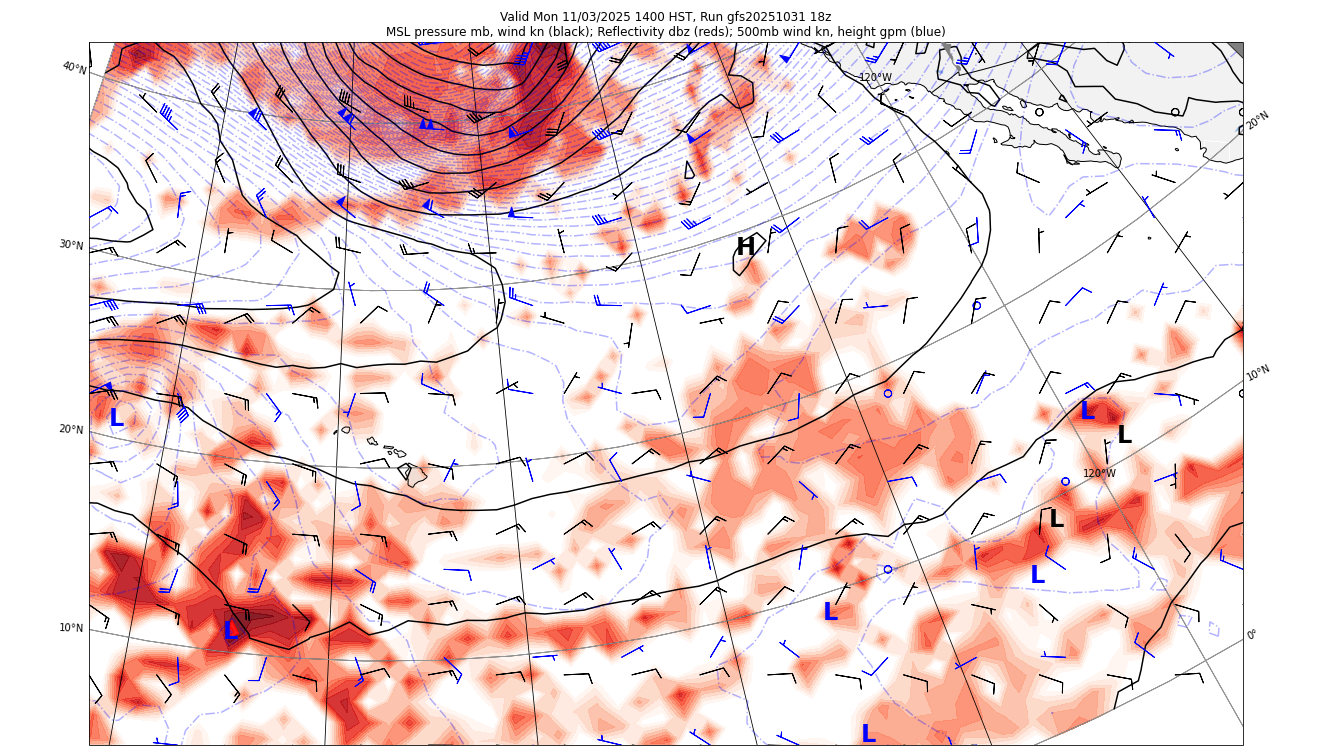 Valid Mon 11/03/2025 1400 HST, Run gfs20251031 18z
MSL pressure mb, wind kn (black); Reflectivity dbz (reds); 500mb wind kn, height gpm (blue)
40°N
120°W
20°N
30°N
H
10°N
L
L
20°N
L
120°W
L
L
L
10°N
L
0°
L